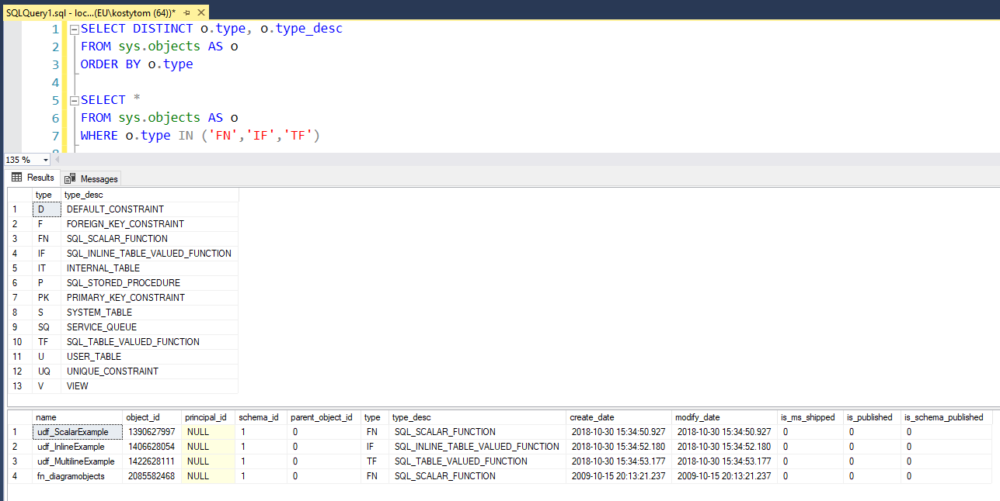 SQLQuery1.sql - loc...(EU\kostytom (64))*
1 SELECT DISTINCT o.type, o.type_desc
2 FROM sys.objects AS o
3 ORDER BY o.type
4
5 SELECT *
6 FROM sys.objects AS o
7 WHERE o.type IN ('FN','IF','TF')
8
135 %
Results Messages
type type_desc
1 D DEFAULT_CONSTRAINT
2 F FOREIGN_KEY_CONSTRAINT
3 FN SQL_SCALAR_FUNCTION
4 IF SQL_INLINE_TABLE_VALUED_FUNCTION
5 IT INTERNAL_TABLE
6 P SQL_STORED_PROCEDURE
7 PK PRIMARY_KEY_CONSTRAINT
8 S SYSTEM_TABLE
9 SQ SERVICE_QUEUE
10 TF SQL_TABLE_VALUED_FUNCTION
11 U USER_TABLE
12 UQ UNIQUE_CONSTRAINT
13 V VIEW
name object_id principal_id schema_id parent_object_id type type_desc create_date modify_date is_ms_shipped is_published is_schema_published
1 udf_ScalarExample 1390627997 NULL 1 0 FN SQL_SCALAR_FUNCTION 2018-10-30 15:34:50.927 2018-10-30 15:34:50.927 0 0 0
2 udf_InlineExample 1406628054 NULL 1 0 IF SQL_INLINE_TABLE_VALUED_FUNCTION 2018-10-30 15:34:52.180 2018-10-30 15:34:52.180 0 0 0
3 udf_MultilineExample 1422628111 NULL 1 0 TF SQL_TABLE_VALUED_FUNCTION 2018-10-30 15:34:53.177 2018-10-30 15:34:53.177 0 0 0
4 fn_diagramobjects 2085582468 NULL 1 0 FN SQL_SCALAR_FUNCTION 2009-10-15 20:13:21.237 2009-10-15 20:13:21.237 0 0 0